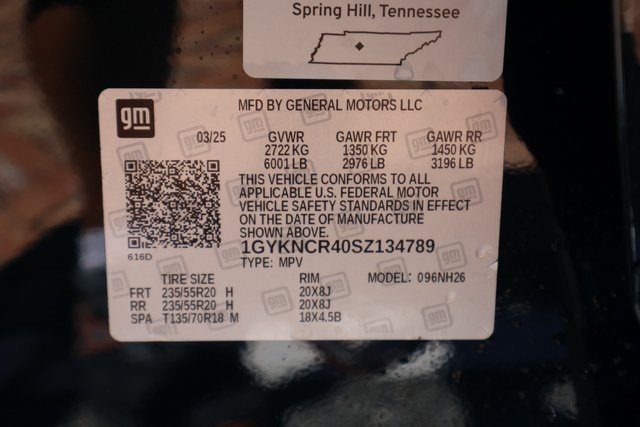 Spring Hill, Tennessee
gm MFD BY GENERAL MOTORS LLC
03/25 GVWR GAWR FRT GAWR RR
2722 KG 1350 KG 1450 KG
6001 LB 2976 LB 3196 LB
THIS VEHICLE CONFORMS TO ALL
APPLICABLE U.S. FEDERAL MOTOR
VEHICLE SAFETY STANDARDS IN EFFECT
ON THE DATE OF MANUFACTURE
SHOWN ABOVE.
1GYKNCR40SZ134789
616D TYPE: MPV
TIRE SIZE RIM MODEL: 096NH26
FRT 235/55R20 H 20X8J
RR 235/55R20 H 20X8J
SPA T135/70R18 M 18X4.5B